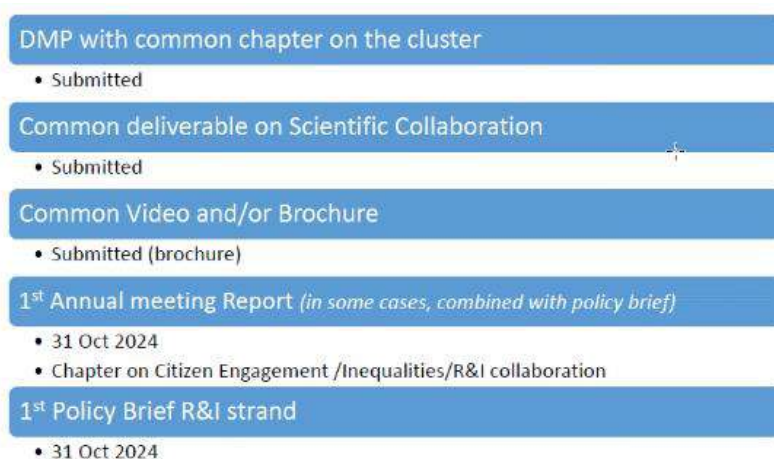 DMP with common chapter on the cluster
• Submitted
Common deliverable on Scientific Collaboration
• Submitted
Common Video and/or Brochure
• Submitted (brochure)
1st Annual meeting Report (in some cases, combined with policy brief)
• 31 Oct 2024
• Chapter on Citizen Engagement /Inequalities/R&I collaboration
1st Policy Brief R&I strand
• 31 Oct 2024